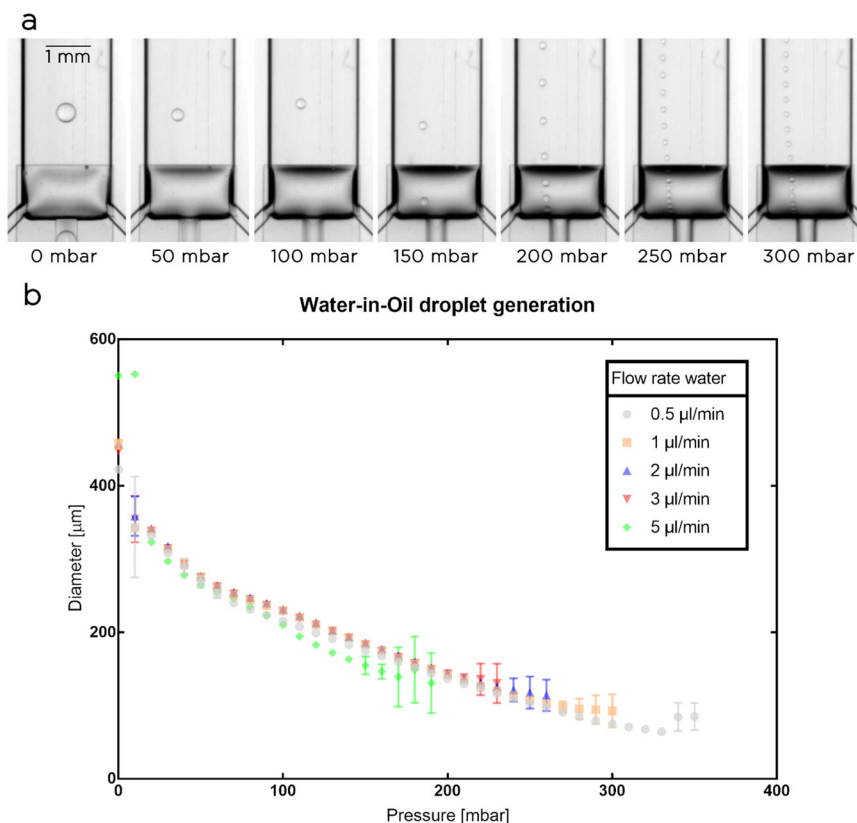 a
1 mm
0 mbar 50 mbar 100 mbar 150 mbar 200 mbar 250 mbar 300 mbar
b
Water-in-Oil droplet generation
600
400
200
0
Diameter [µm]
0 100 200 300 400
Pressure [mbar]
Flow rate water
0.5 µl/min
1 µl/min
2 µl/min
3 µl/min
5 µl/min